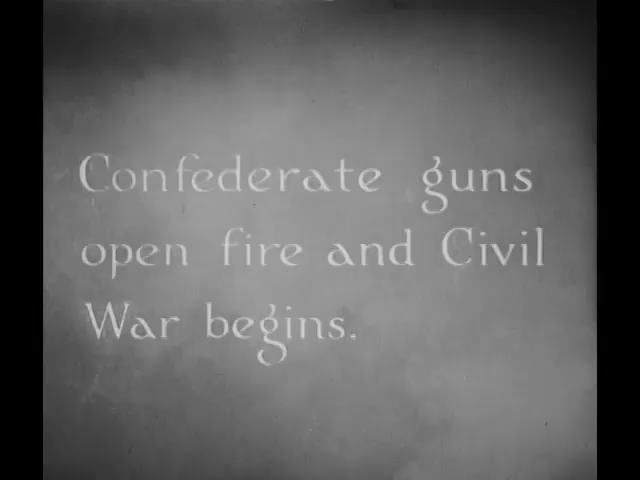 Confederate guns
open fire and Civil
War begins.